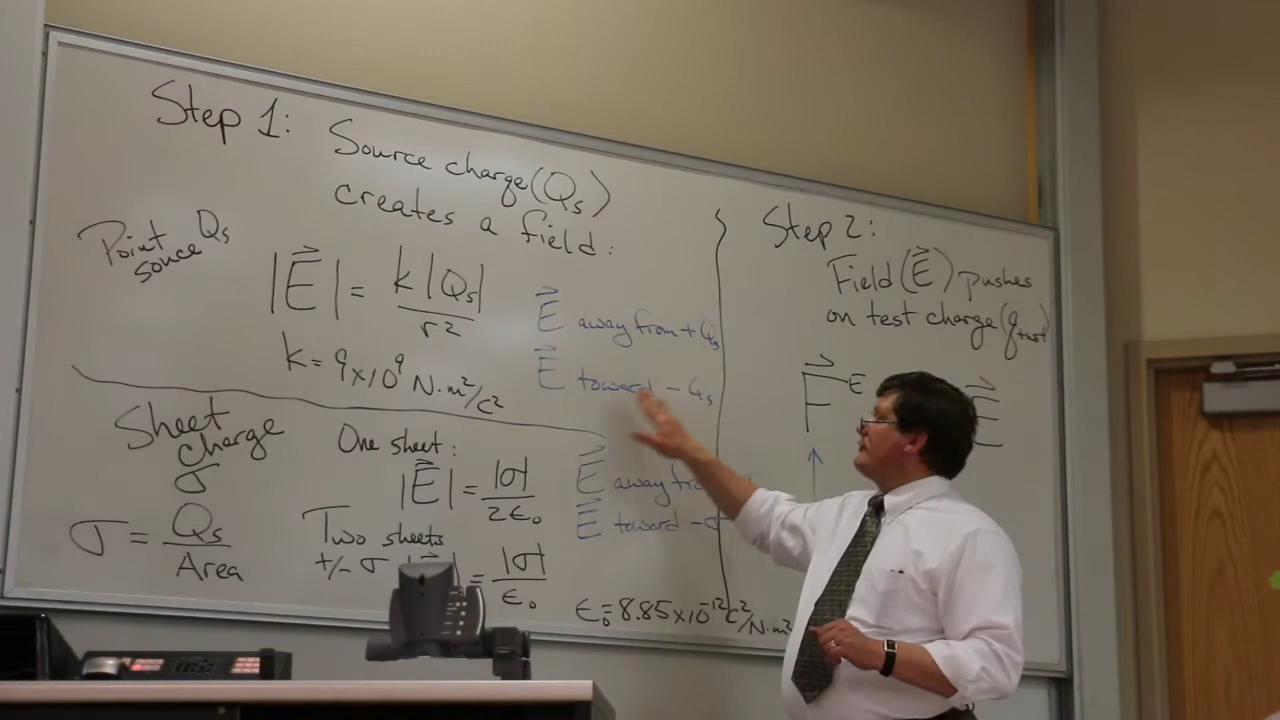 Step 1:
Source charge (Qs)
creates a field:
Point Qs
source
|E⃗| = k|Qs| / r²
k = 9×10⁹ N·m²/C²
E⃗ away from + Qs
E⃗ toward - Qs
Sheet
charge
σ
σ = Qs / Area
One sheet:
|E⃗| = |σ| / 2ε₀
Two sheets
+/- σ |E⃗| = |σ| / ε₀
E⃗ away
E⃗ toward - σ
ε₀ = 8.85×10⁻¹² C²/N·m²
Step 2:
Field (E⃗) pushes
on test charge (q test)
F⃗ᴱ
E⃗